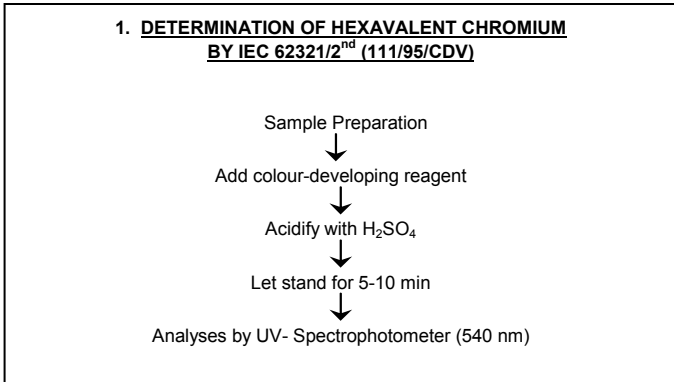 1. DETERMINATION OF HEXAVALENT CHROMIUM
BY IEC 62321/2nd (111/95/CDV)
Sample Preparation
Add colour-developing reagent
Acidify with H2SO4
Let stand for 5-10 min
Analyses by UV- Spectrophotometer (540 nm)